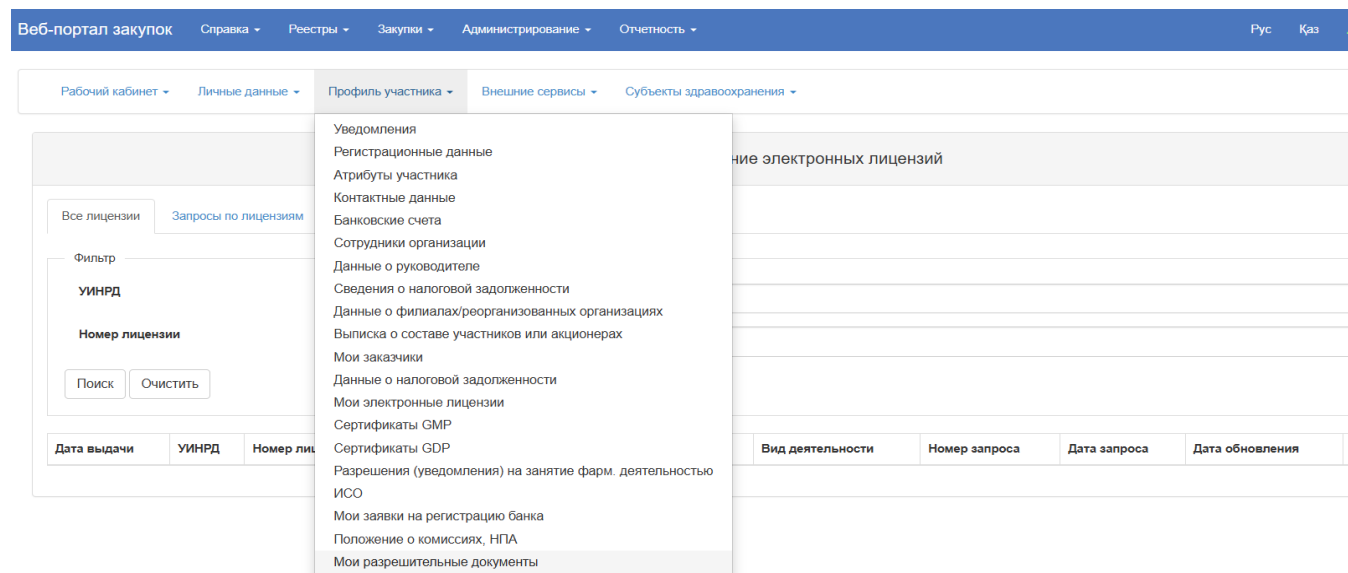 Веб-портал закупок Справка Реестры Закупки Администрирование Отчетность Рус Қаз
Рабочий кабинет Личные данные Профиль участника Внешние сервисы Субъекты здравоохранения
Уведомления
Регистрационные данные
ние электронных лицензий
Атрибуты участника
Контактные данные
Все лицензии Запросы по лицензиям
Банковские счета
Сотрудники организации
Фильтр
Данные о руководителе
УИНРД
Сведения о налоговой задолженности
Данные о филиалах/реорганизованных организациях
Номер лицензии
Выписка о составе участников или акционерах
Мои заказчики
Поиск Очистить
Данные о налоговой задолженности
Мои электронные лицензии
Сертификаты GMP
Дата выдачи УИНРД Номер лиц Вид деятельности Номер запроса Дата запроса Дата обновления
Сертификаты GDP
Разрешения (уведомления) на занятие фарм. деятельностью
ИСО
Мои заявки на регистрацию банка
Положение о комиссиях, НПА
Мои разрешительные документы